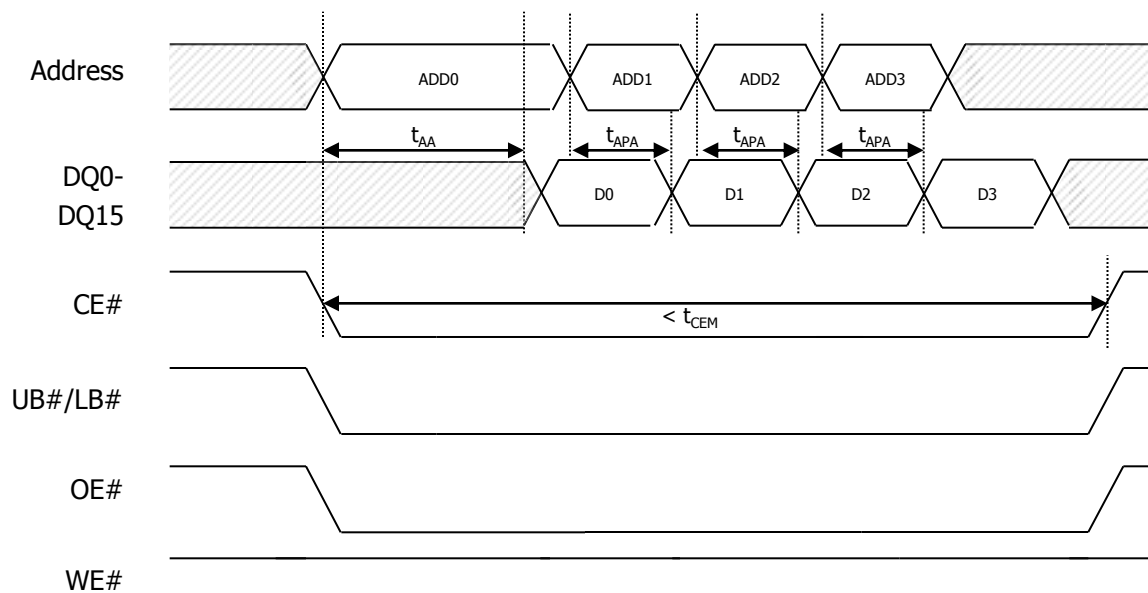 Address
ADD0 ADD1 ADD2 ADD3
tAA tAPA tAPA tAPA
DQ0-
DQ15
D0 D1 D2 D3
CE#
< tCEM
UB#/LB#
OE#
WE#